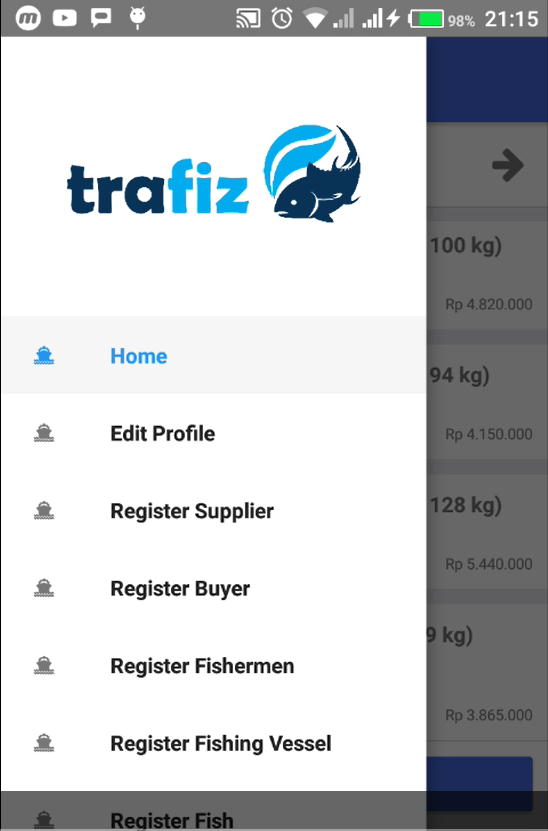 98% 21:15
trafiz
Home
Edit Profile
Register Supplier
Register Buyer
Register Fishermen
Register Fishing Vessel
Register Fish
100 kg)
Rp 4.820.000
94 kg)
Rp 4.150.000
128 kg)
Rp 5.440.000
9 kg)
Rp 3.865.000